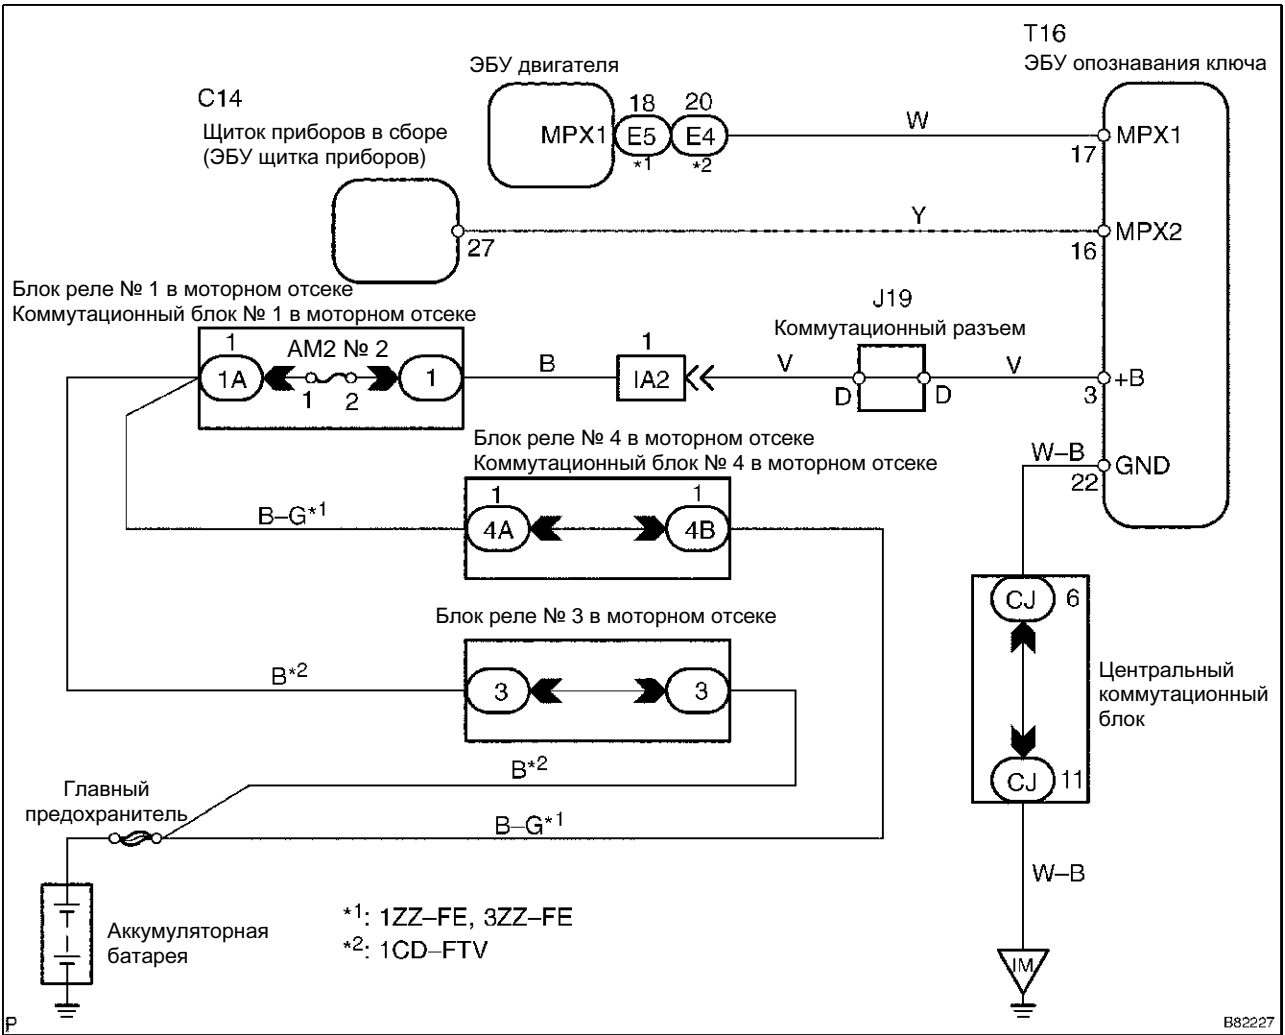 T16
ЭБУ двигателя
ЭБУ опознавания ключа
C14
Щиток приборов в сборе
(ЭБУ щитка приборов)
18
20
MPX1
E5
E4
*1
*2
W
17
MPX1
27
Y
16
MPX2
Блок реле № 1 в моторном отсеке
Коммутационный блок № 1 в моторном отсеке
J19
Коммутационный разъем
1
AM2 № 2
1A
1
2
1
B
1
IA2
V
D
D
V
3
+B
Блок реле № 4 в моторном отсеке
Коммутационный блок № 4 в моторном отсеке
W–B
22
GND
B–G*1
1
4A
1
4B
Блок реле № 3 в моторном отсеке
B*2
3
3
CJ
6
Центральный
коммутационный
блок
CJ
11
B*2
Главный
предохранитель
B–G*1
W–B
Аккумуляторная
батарея
*1: 1ZZ–FE, 3ZZ–FE
*2: 1CD–FTV
IM
P
B82227